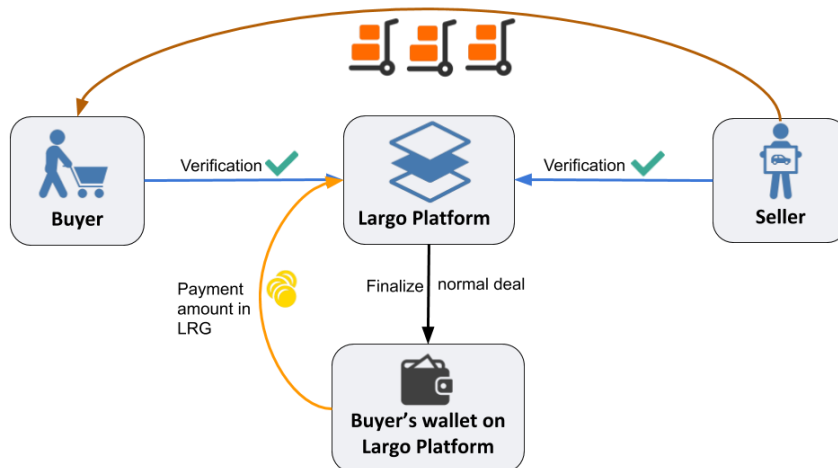 Verification
Verification
Buyer
Largo Platform
Seller
Payment
amount in
LRG
Finalize
normal deal
Buyer’s wallet on
Largo Platform